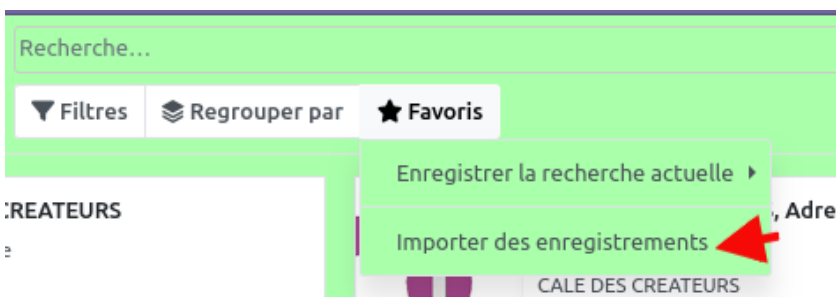 Recherche...
Filtres Regrouper par Favoris
Enregistrer la recherche actuelle
CREATEURS
, Adre
e
Importer des enregistrements
CALE DES CREATEURS